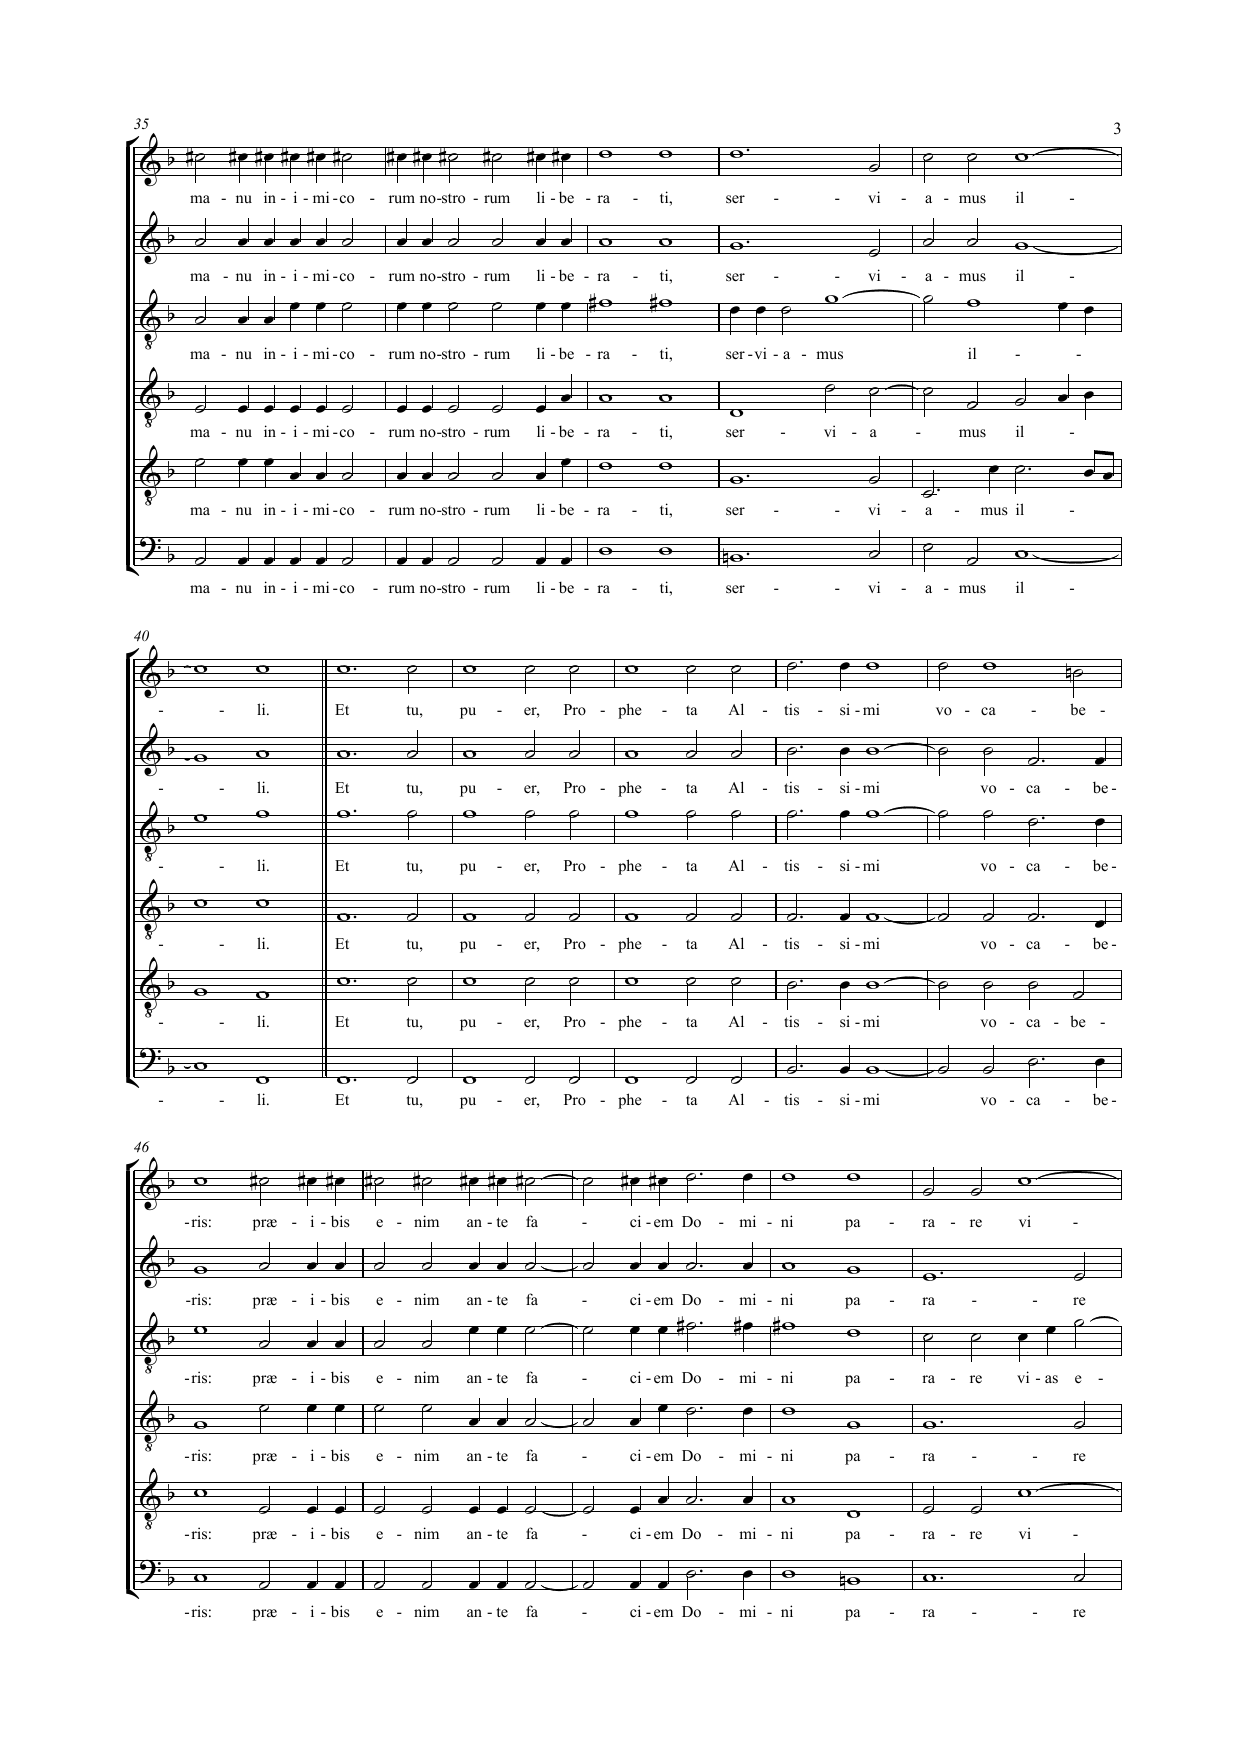 35
3
ma - nu in - i - mi - co - rum no - stro - rum li - be - ra - ti, ser - - vi - a - mus il -
ma - nu in - i - mi - co - rum no - stro - rum li - be - ra - ti, ser - - vi - a - mus il -
ma - nu in - i - mi - co - rum no - stro - rum li - be - ra - ti, ser - vi - a - mus il - -
ma - nu in - i - mi - co - rum no - stro - rum li - be - ra - ti, ser - vi - a - mus il -
ma - nu in - i - mi - co - rum no - stro - rum li - be - ra - ti, ser - - vi - a - mus il -
ma - nu in - i - mi - co - rum no - stro - rum li - be - ra - ti, ser - - vi - a - mus il -
40
- - li. Et tu, pu - er, Pro - phe - ta Al - tis - si - mi vo - ca - be -
- - li. Et tu, pu - er, Pro - phe - ta Al - tis - si - mi vo - ca - be -
- - li. Et tu, pu - er, Pro - phe - ta Al - tis - si - mi vo - ca - be -
- - li. Et tu, pu - er, Pro - phe - ta Al - tis - si - mi vo - ca - be -
- - li. Et tu, pu - er, Pro - phe - ta Al - tis - si - mi vo - ca - be -
- - li. Et tu, pu - er, Pro - phe - ta Al - tis - si - mi vo - ca - be -
46
-ris: præ - i - bis e - nim an - te fa - ci - em Do - mi - ni pa - ra - re vi -
-ris: præ - i - bis e - nim an - te fa - ci - em Do - mi - ni pa - ra - - re
-ris: præ - i - bis e - nim an - te fa - ci - em Do - mi - ni pa - ra - re vi - as e -
-ris: præ - i - bis e - nim an - te fa - ci - em Do - mi - ni pa - ra - - re
-ris: præ - i - bis e - nim an - te fa - ci - em Do - mi - ni pa - ra - re vi -
-ris: præ - i - bis e - nim an - te fa - ci - em Do - mi - ni pa - ra - - re